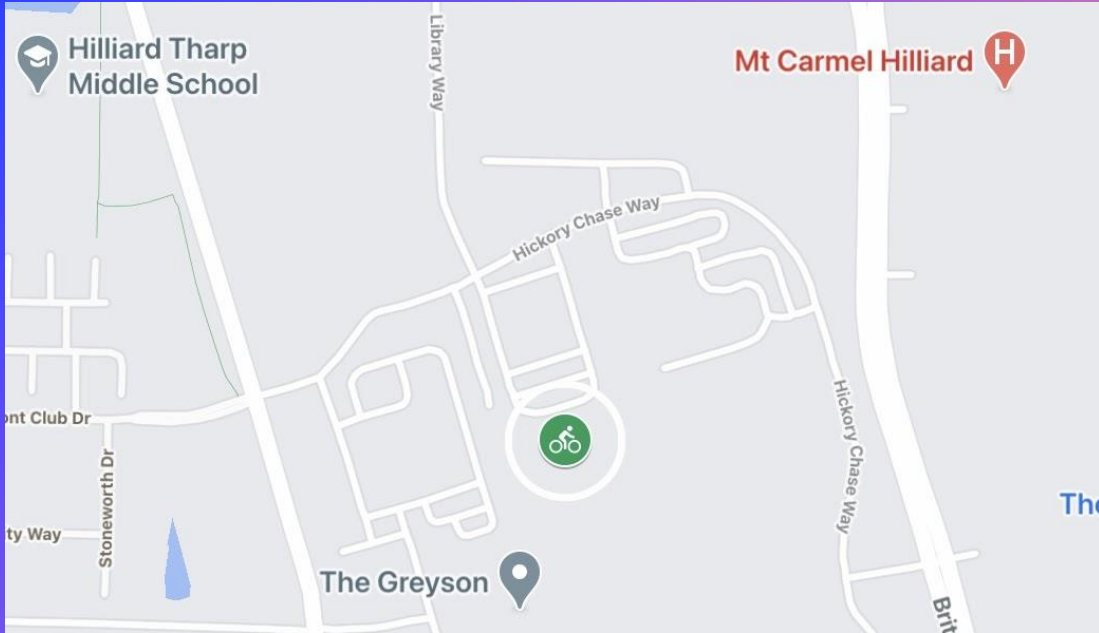 Hilliard Tharp
Middle School
Library Way
Mt Carmel Hilliard
H
Hickory Chase Way
ont Club Dr
Stoneworth Dr
ty Way
Hickory Chase Way
The
The Greyson
Brit